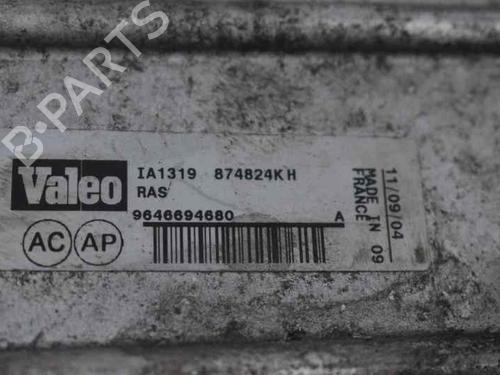 B-PARTS
Valeo
IA1319 874824KH
RAS
9646694680 A
AC AP
11/09/04
MADE IN 09
FRANCE